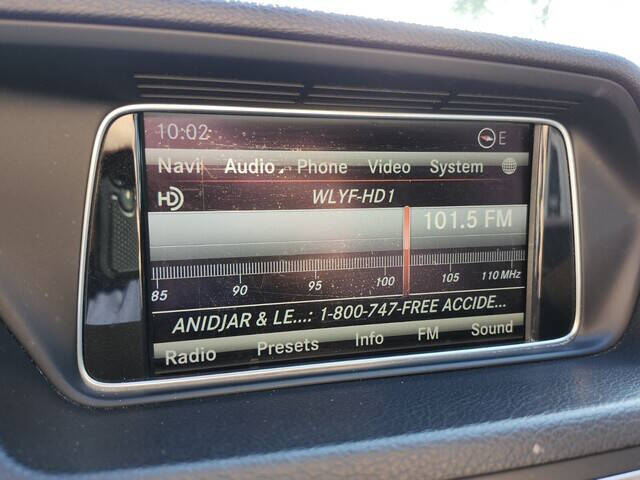 10:02 E
Navi Audio Phone Video System
HD WLYF-HD1
101.5 FM
85 90 95 100 105 110 MHz
ANIDJAR & LE...: 1-800-747-FREE ACCIDE...
Radio Presets Info FM Sound